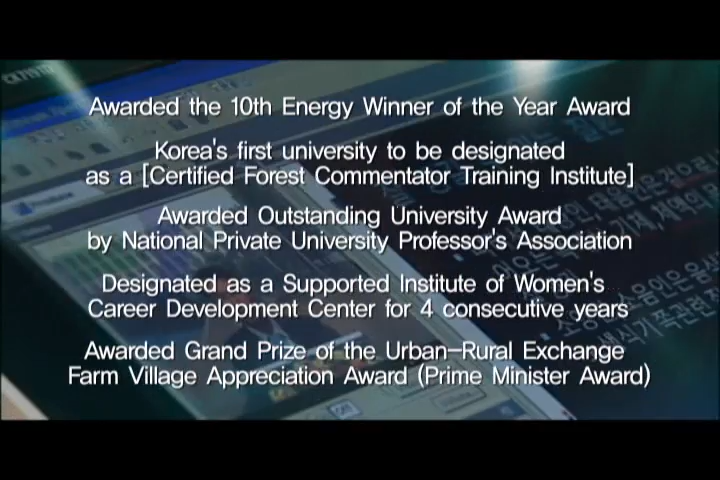 Awarded the 10th Energy Winner of the Year Award
Korea's first university to be designated
as a [Certified Forest Commentator Training Institute]
Awarded Outstanding University Award
by National Private University Professor's Association
Designated as a Supported Institute of Women's
Career Development Center for 4 consecutive years
Awarded Grand Prize of the Urban-Rural Exchange
Farm Village Appreciation Award (Prime Minister Award)